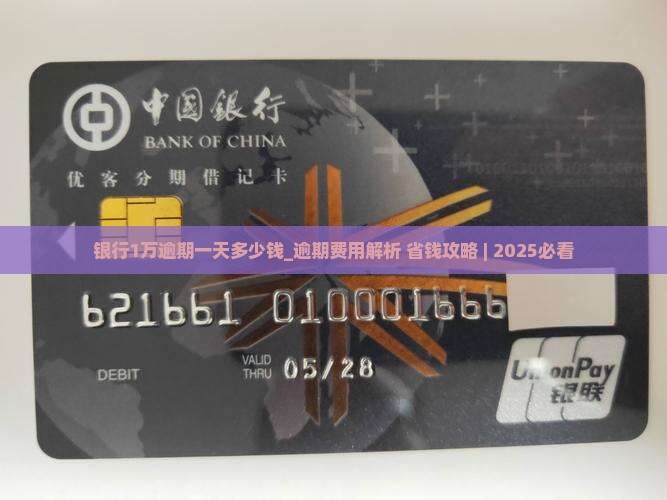 中国银行
BANK OF CHINA
优客分期借记卡
银行1万逾期一天多少钱_逾期费用解析 省钱攻略 | 2025必看
DEBIT VALID THRU 05/28
UnionPay
银联